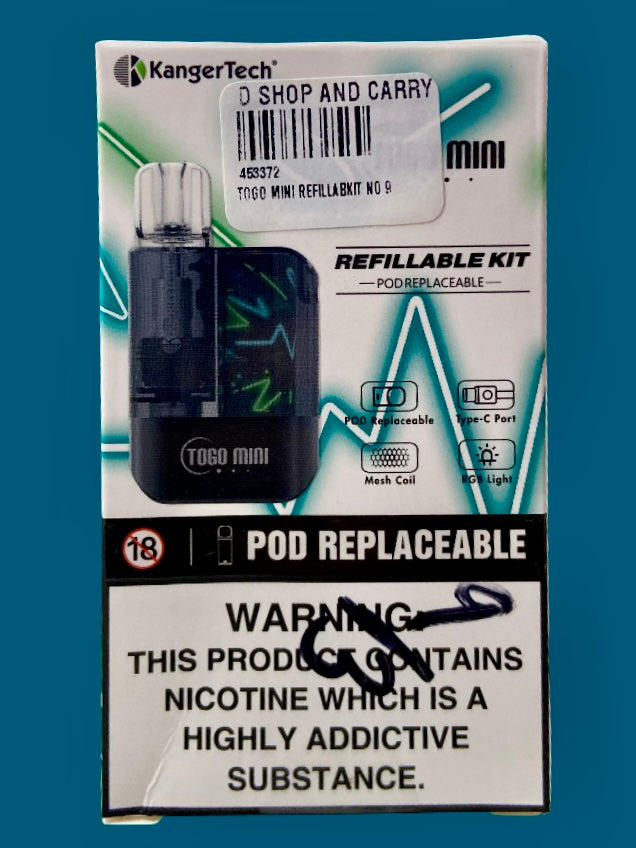 KangerTech®
D SHOP AND CARRY
453372
TOGO MINI REFILLABKIT NO 9
MINI
REFILLABLE KIT
POD REPLACEABLE
POD Replaceable
Type-C Port
Mesh Coil
RGB Light
TOGO MINI
18
POD REPLACEABLE
WARNING:
THIS PRODUCT CONTAINS
NICOTINE WHICH IS A
HIGHLY ADDICTIVE
SUBSTANCE.